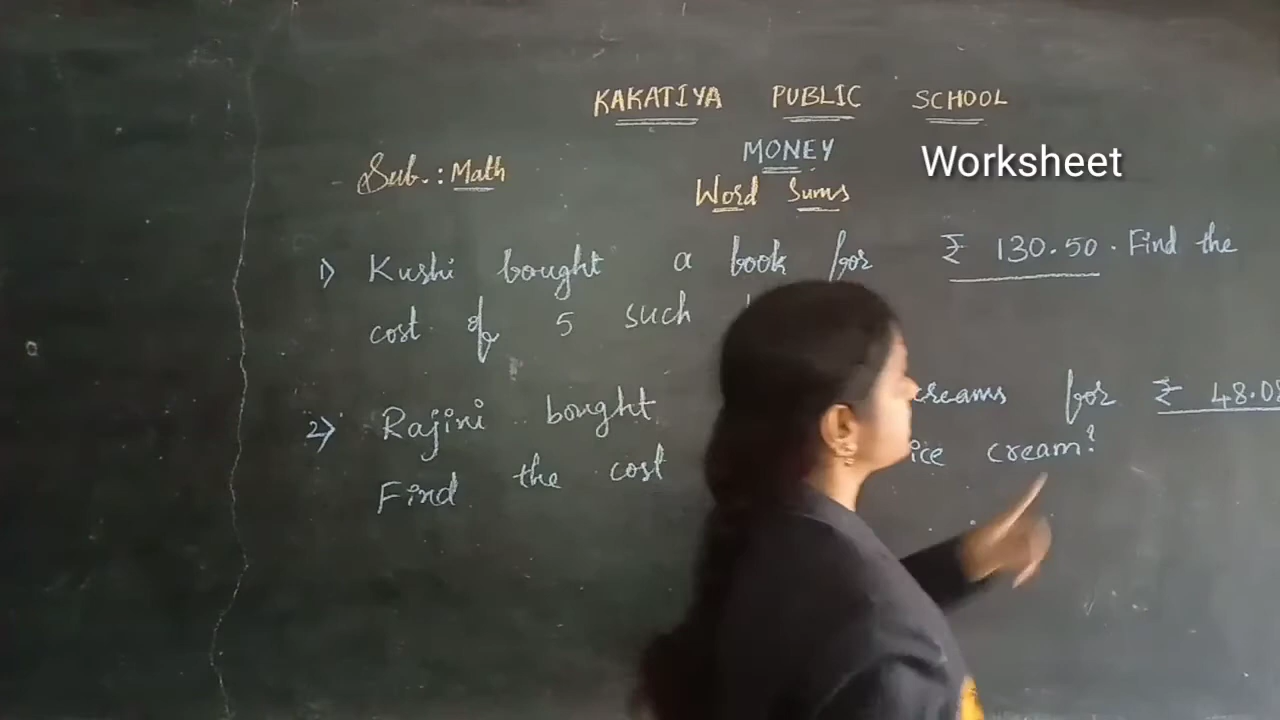 KAKATIYA PUBLIC SCHOOL
MONEY
Worksheet
Sub.: Math
Word Sums
1) Kushi bought a book for ₹ 130.50. Find the
cost of 5 such
2) Rajini bought creams for ₹ 48.08
Find the cost ice cream?